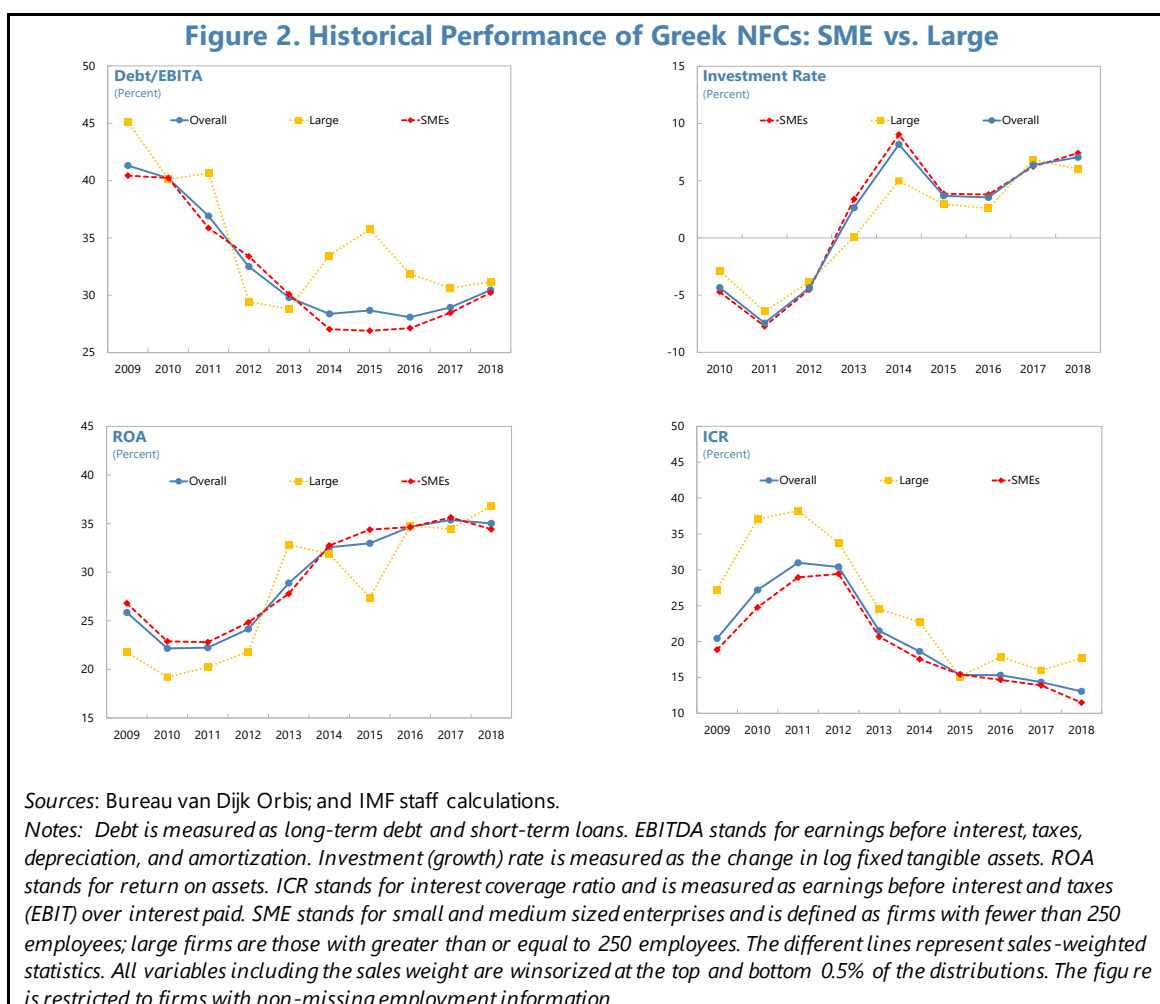 Figure 2. Historical Performance of Greek NFCs: SME vs. Large
Debt/EBITA
(Percent)
Overall Large SMEs
50
45
40
35
30
25
2009 2010 2011 2012 2013 2014 2015 2016 2017 2018
Investment Rate
(Percent)
SMEs Large Overall
15
10
5
0
-5
-10
2010 2011 2012 2013 2014 2015 2016 2017 2018
ROA
(Percent)
Overall Large SMEs
45
40
35
30
25
20
15
2009 2010 2011 2012 2013 2014 2015 2016 2017 2018
ICR
(Percent)
Overall Large SMEs
50
45
40
35
30
25
20
15
10
2009 2010 2011 2012 2013 2014 2015 2016 2017 2018
Sources: Bureau van Dijk Orbis; and IMF staff calculations.
Notes: Debt is measured as long-term debt and short-term loans. EBITDA stands for earnings before interest, taxes,
depreciation, and amortization. Investment (growth) rate is measured as the change in log fixed tangible assets. ROA
stands for return on assets. ICR stands for interest coverage ratio and is measured as earnings before interest and taxes
(EBIT) over interest paid. SME stands for small and medium sized enterprises and is defined as firms with fewer than 250
employees; large firms are those with greater than or equal to 250 employees. The different lines represent sales-weighted
statistics. All variables including the sales weight are winsorized at the top and bottom 0.5% of the distributions. The figure
is restricted to firms with non-missing employment information